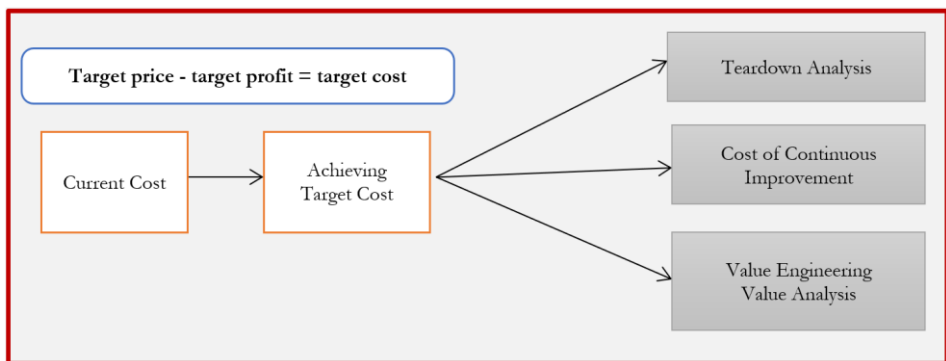 Target price - target profit = target cost
Teardown Analysis
Current Cost
Achieving
Target Cost
Cost of Continuous
Improvement
Value Engineering
Value Analysis